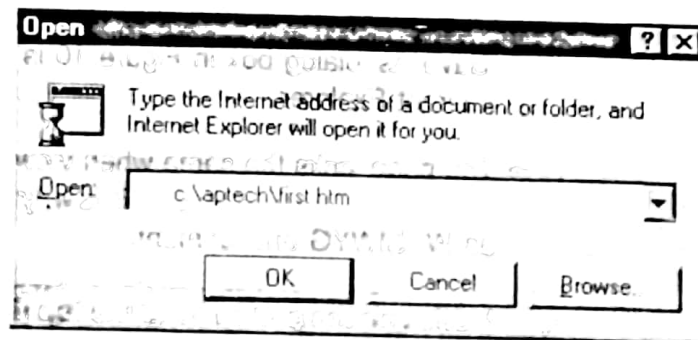 Open
Type the Internet address of a document or folder, and
Internet Explorer will open it for you.
Open: c:\aptech\first.htm
OK Cancel Browse...